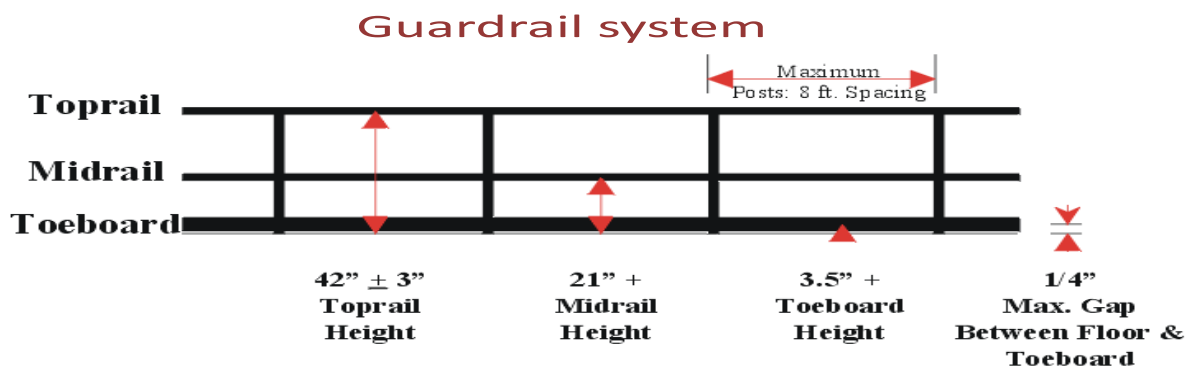 Guardrail system
Maximum
Posts: 8 ft. Spacing
Toprail
Midrail
Toeboard
42” ± 3”
Toprail
Height
21” +
Midrail
Height
3.5” +
Toeboard
Height
1/4”
Max. Gap
Between Floor &
Toeboard